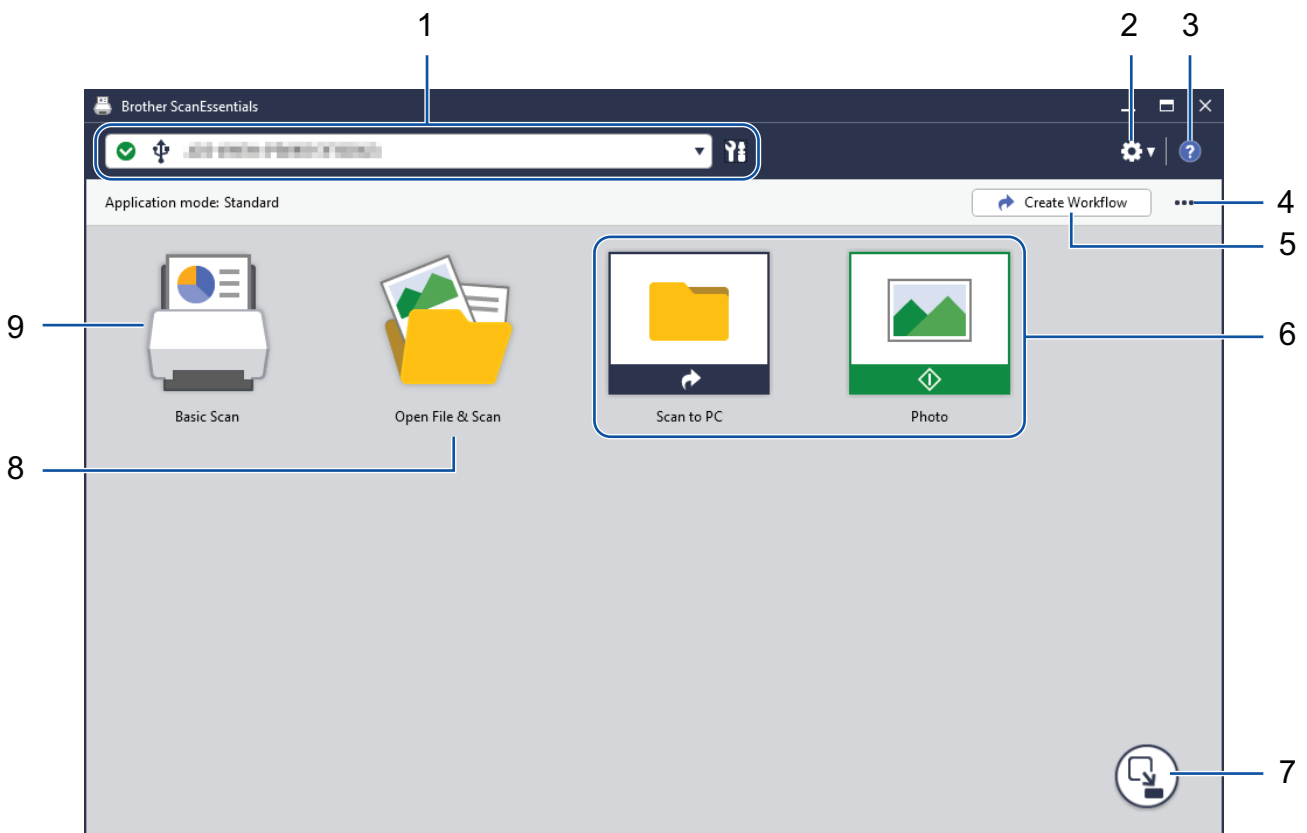 1
2
3
Brother ScanEssentials
Application mode: Standard
Create Workflow
4
5
9
6
Basic Scan
Open File & Scan
Scan to PC
Photo
8
7